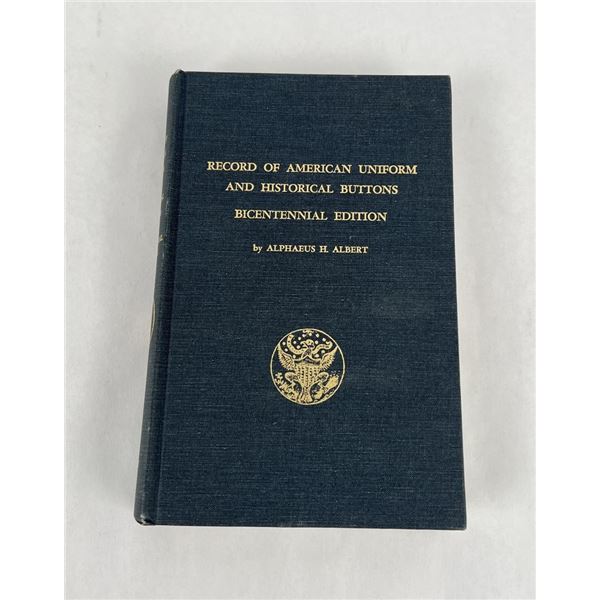 RECORD OF AMERICAN UNIFORM
AND HISTORICAL BUTTONS
BICENTENNIAL EDITION
by ALPHAEUS H. ALBERT